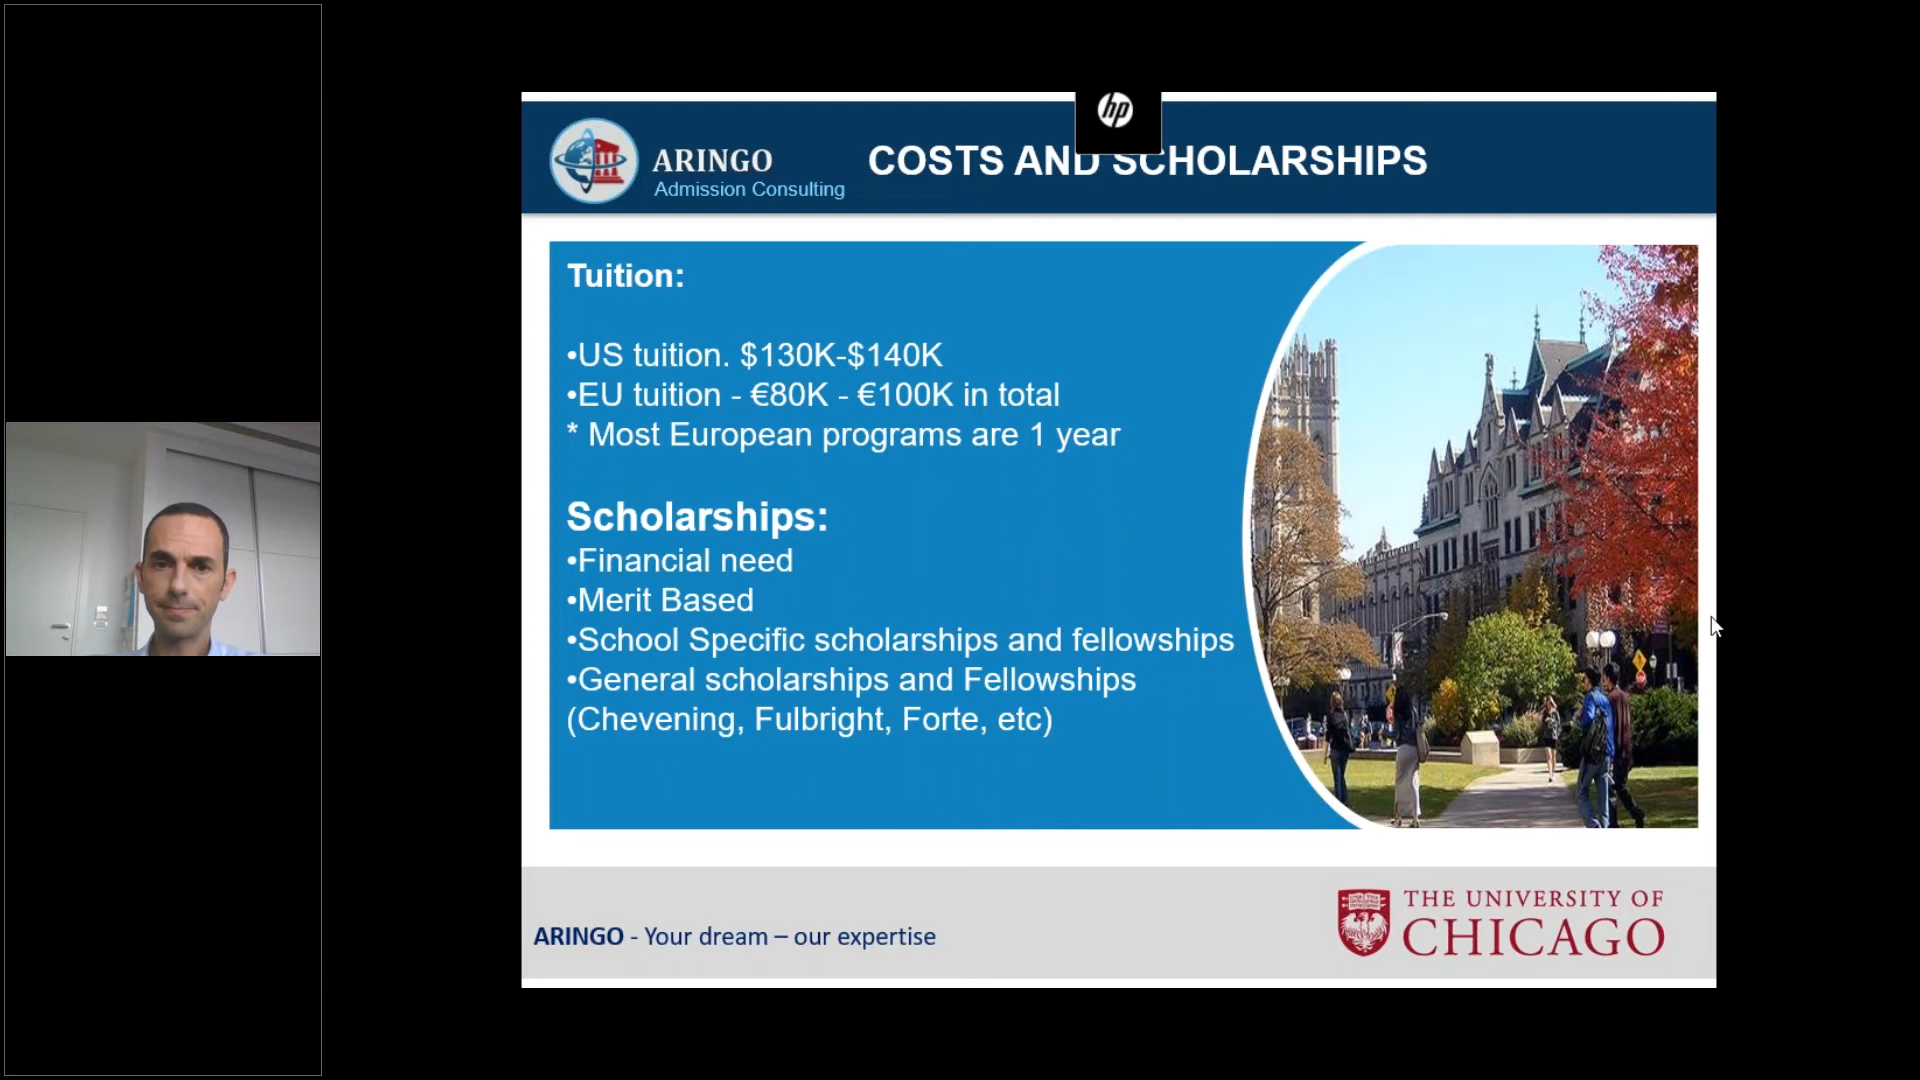 hp
ARINGO
Admission Consulting
COSTS AND SCHOLARSHIPS
Tuition:
•US tuition. $130K-$140K
•EU tuition - €80K - €100K in total
* Most European programs are 1 year
Scholarships:
•Financial need
•Merit Based
•School Specific scholarships and fellowships
•General scholarships and Fellowships
(Chevening, Fulbright, Forte, etc)
ARINGO - Your dream – our expertise
THE UNIVERSITY OF
CHICAGO